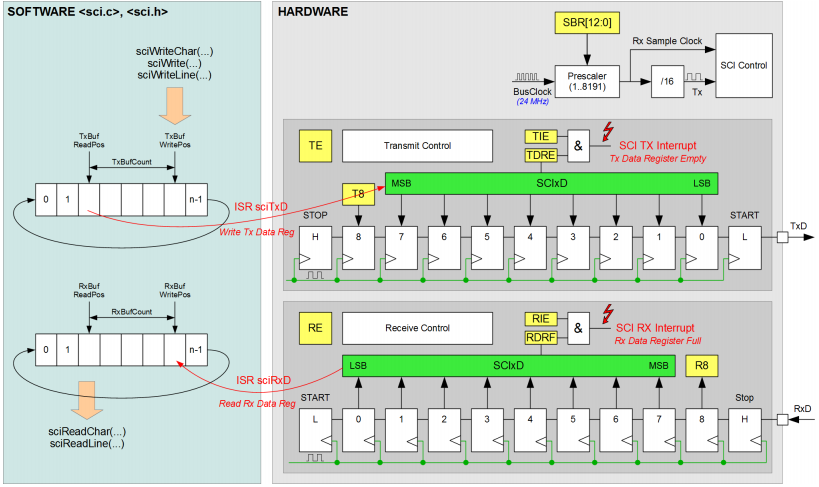 SOFTWARE <sci.c>, <sci.h>
sciWriteChar(...)
sciWrite(...)
sciWriteLine(...)
TxBuf
ReadPos
TxBuf
WritePos
TxBufCount
0 1 n-1
ISR sciTxD
Write Tx Data Reg
RxBuf
ReadPos
RxBuf
WritePos
RxBufCount
0 1 n-1
ISR sciRxD
Read Rx Data Reg
sciReadChar(...)
sciReadLine(...)
HARDWARE
SBR[12:0]
Rx Sample Clock
BusClock
(24 MHz)
Prescaler
(1..8191)
/16
Tx
SCI Control
TE
Transmit Control
TIE
TDRE
&
SCI TX Interrupt
Tx Data Register Empty
T8
MSB SCIxD LSB
STOP START
H 8 7 6 5 4 3 2 1 0 L
TxD
RE
Receive Control
RIE
RDRF
&
SCI RX Interrupt
Rx Data Register Full
LSB SCIxD MSB
R8
START Stop
L 0 1 2 3 4 5 6 7 8 H
RxD